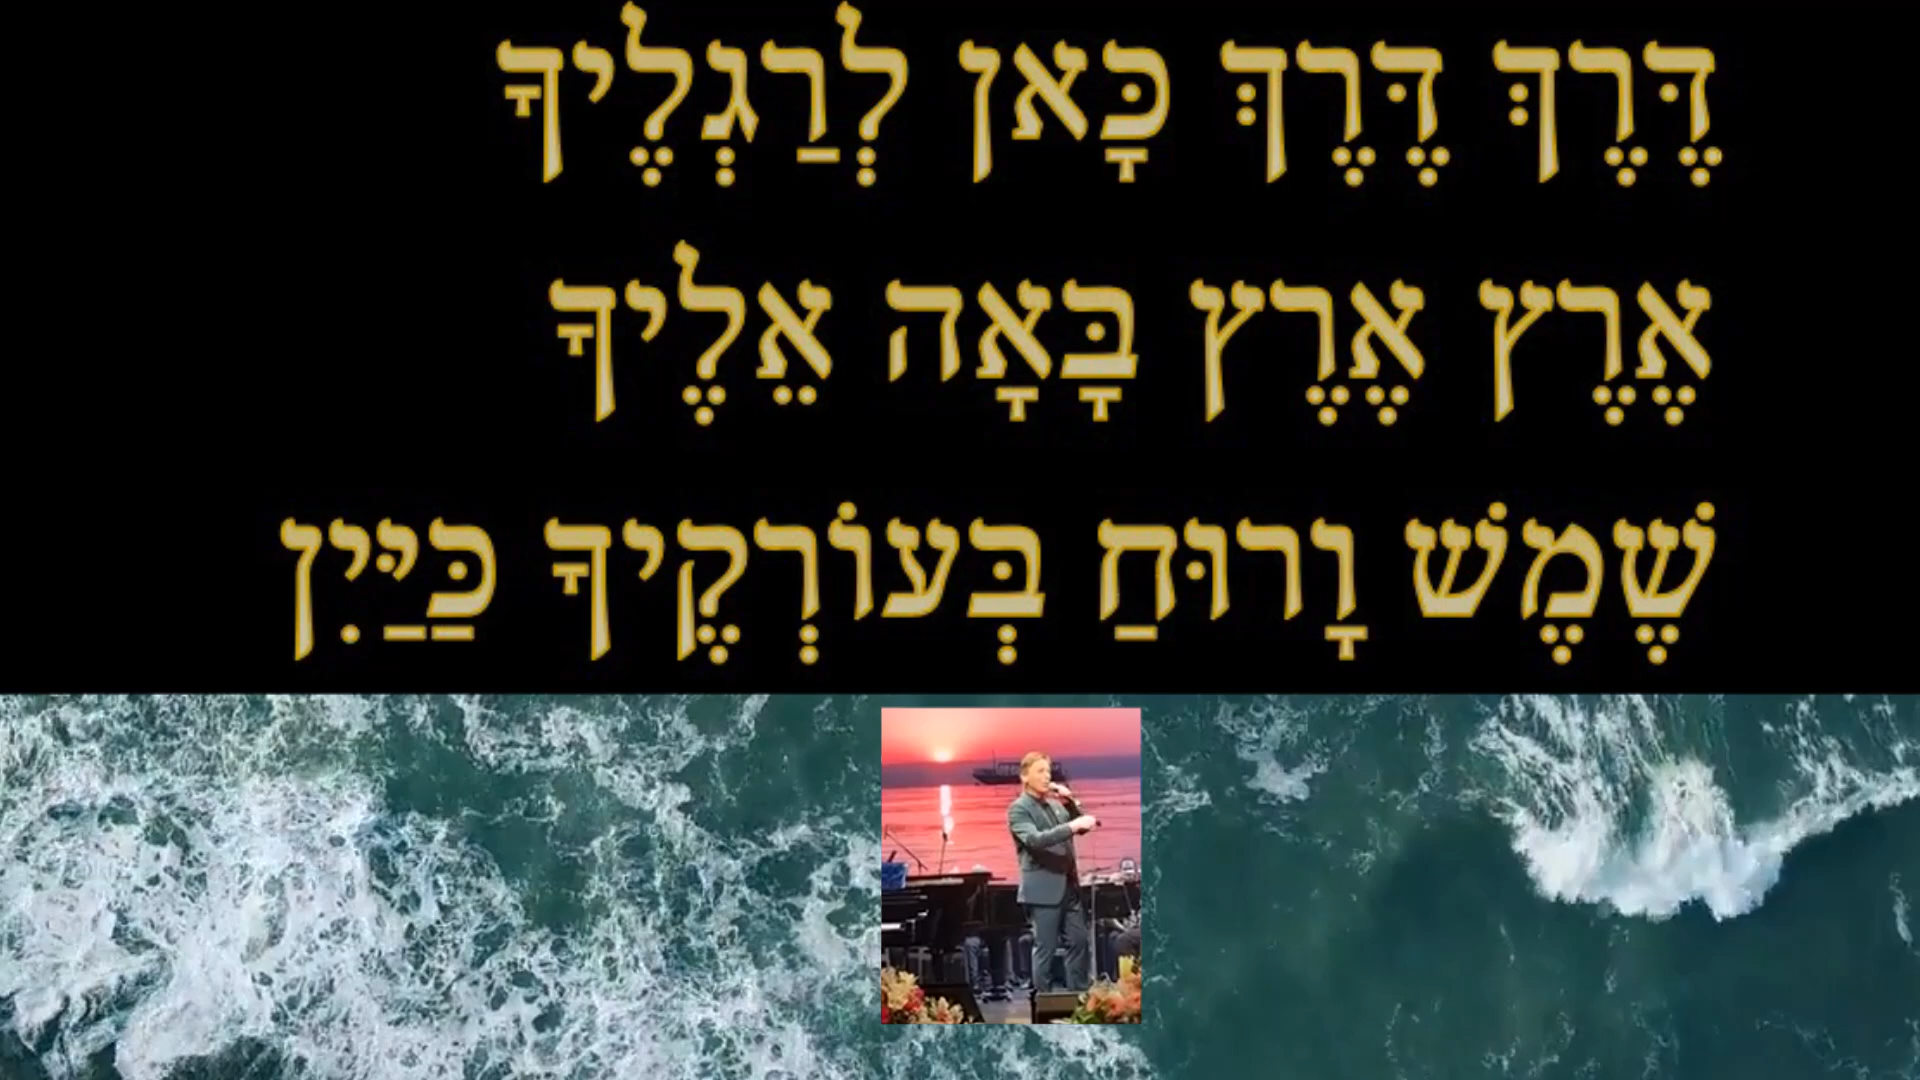 דֶּרֶךְ דֶּרֶךְ כָּאן לְרַגְלֶיךָ
אֶרֶץ אֶרֶץ בָּאָה אֵלֶיךָ
שֶׁמֶשׁ וָרוּחַ בְּעוֹרְקֶיךָ כַּיַּיִן